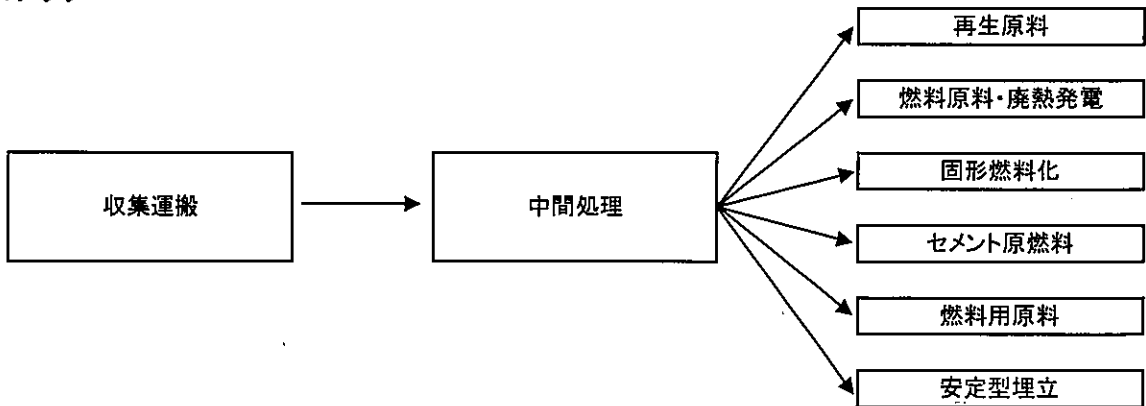 再生原料
燃料原料・廃熱発電
固形燃料化
収集運搬
中間処理
セメント原燃料
燃料用原料
安定型埋立